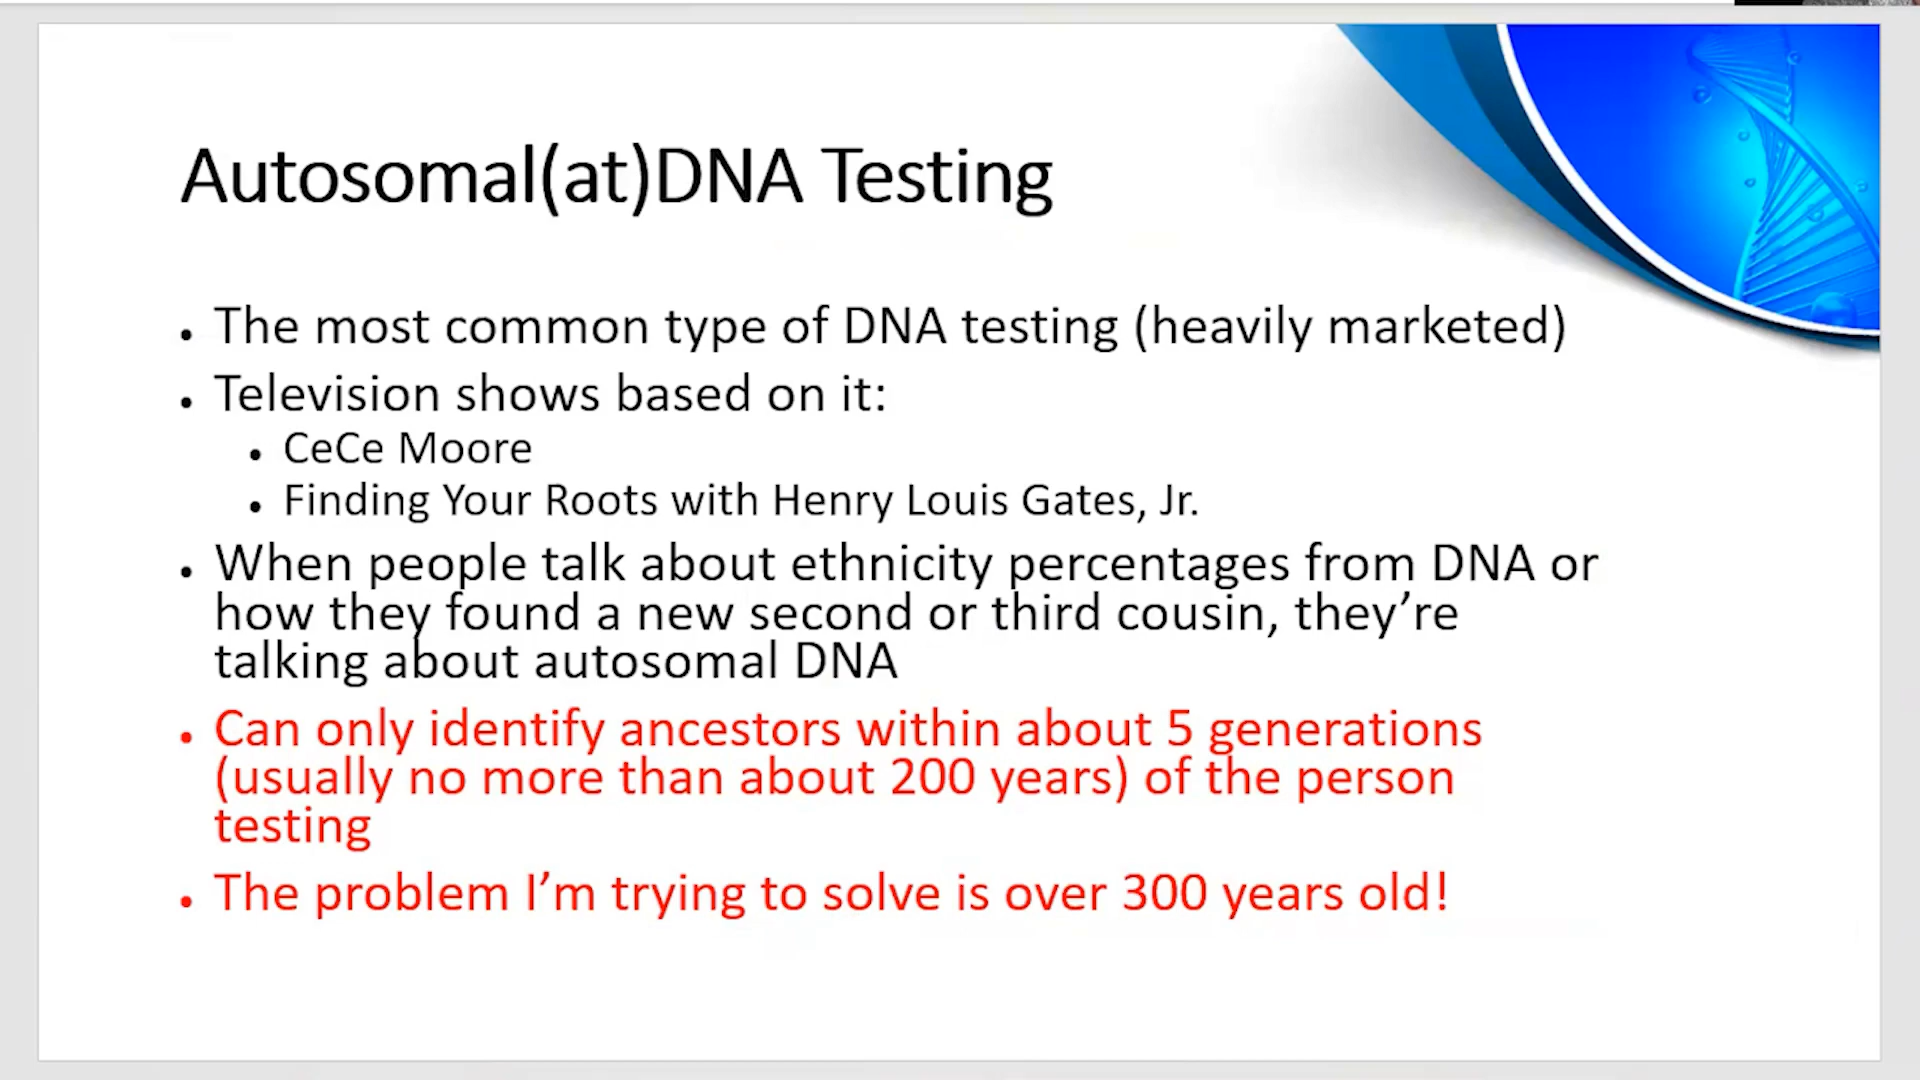 Autosomal(at)DNA Testing
• The most common type of DNA testing (heavily marketed)
• Television shows based on it:
• CeCe Moore
• Finding Your Roots with Henry Louis Gates, Jr.
• When people talk about ethnicity percentages from DNA or
how they found a new second or third cousin, they’re
talking about autosomal DNA
• Can only identify ancestors within about 5 generations
(usually no more than about 200 years) of the person
testing
• The problem I’m trying to solve is over 300 years old!